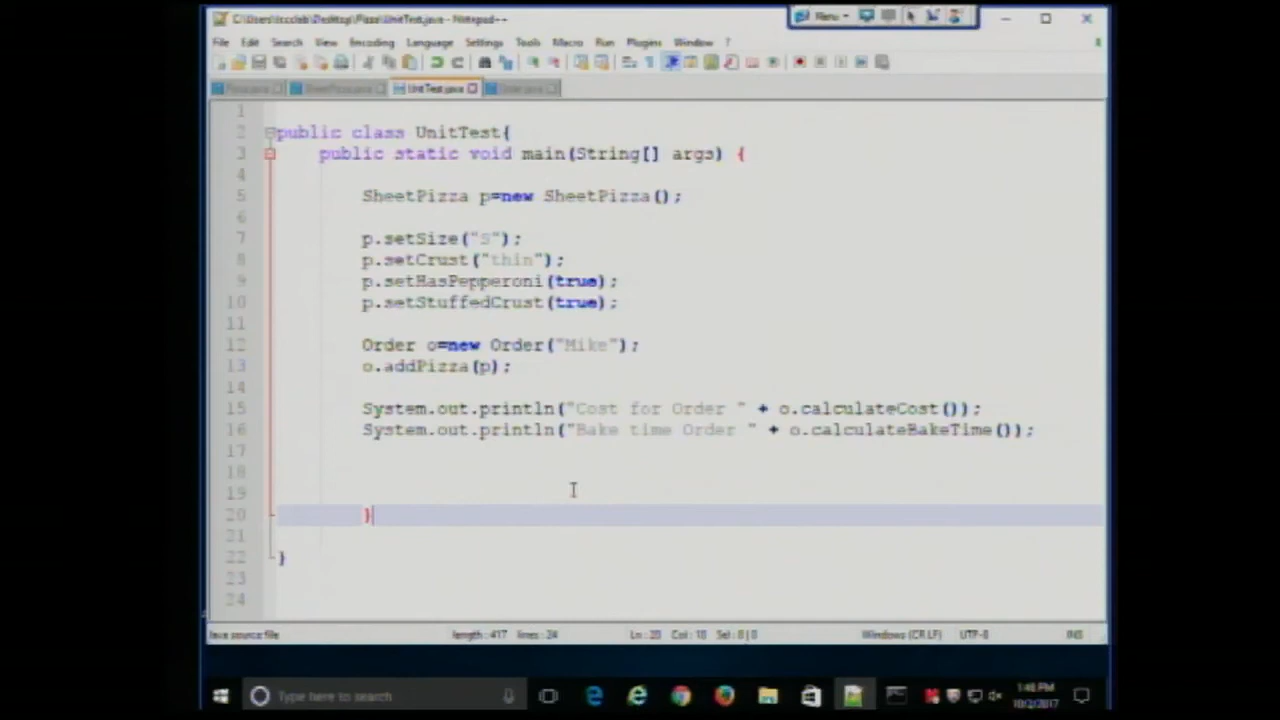 C:\Users\tccclab\Desktop\Pizza\UnitTest.java - Notepad++
Menu
File Edit Search View Encoding Language Settings Tools Macro Run Plugins Window ?
Pizza.java SheetPizza.java UnitTest.java Order.java
1
2 public class UnitTest{
3 public static void main(String[] args) {
4
5 SheetPizza p=new SheetPizza();
6
7 p.setSize("S");
8 p.setCrust("thin");
9 p.setHasPepperoni(true);
10 p.setStuffedCrust(true);
11
12 Order o=new Order("Mike");
13 o.addPizza(p);
14
15 System.out.println("Cost for Order " + o.calculateCost());
16 System.out.println("Bake time Order " + o.calculateBakeTime());
17
18
19
20 }
21
22 }
23
24
Java source file length : 417 lines : 24 Ln : 20 Col : 10 Sel : 0 | 0 Windows (CR LF) UTF-8 INS
Type here to search
1:48 PM
10/2/2017